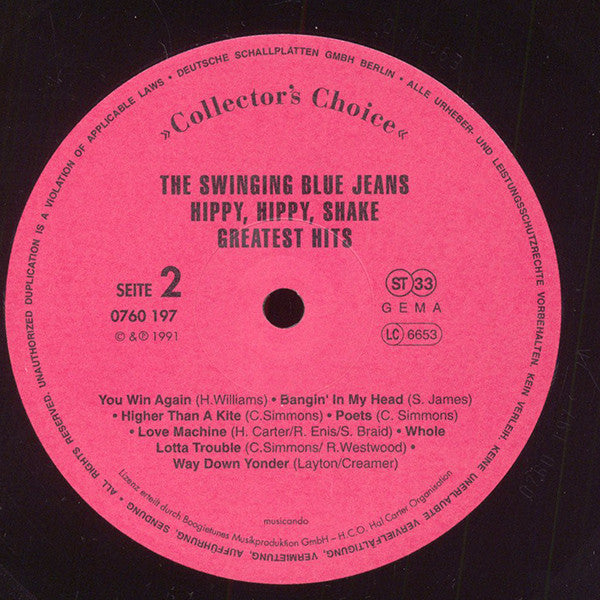 ALL RIGHTS RESERVED. UNAUTHORIZED DUPLICATION IS A VIOLATION OF APPLICABLE LAWS • DEUTSCHE SCHALLPLATTEN GMBH BERLIN • ALLE URHEBER- UND LEISTUNGSSCHUTZRECHTE VORBEHALTEN. KEIN VERLEIH. KEINE UNERLAUBTE VERVIELFÄLTIGUNG, VERMIETUNG, AUFFÜHRUNG, SENDUNG •
»Collector's Choice«
THE SWINGING BLUE JEANS
HIPPY, HIPPY, SHAKE
GREATEST HITS
SEITE 2
0760 197
© & ℗ 1991
ST 33
GEMA
LC 6653
You Win Again (H.Williams) • Bangin' In My Head (S. James)
• Higher Than A Kite (C.Simmons) • Poets (C. Simmons)
• Love Machine (H. Carter/R. Enis/S. Braid) • Whole
Lotta Trouble (C.Simmons/ R.Westwood) •
Way Down Yonder (Layton/Creamer)
musicando
Lizenz erteilt durch Boogietunes Musikproduktion GmbH – H.C.O. Hal Carter Organisation